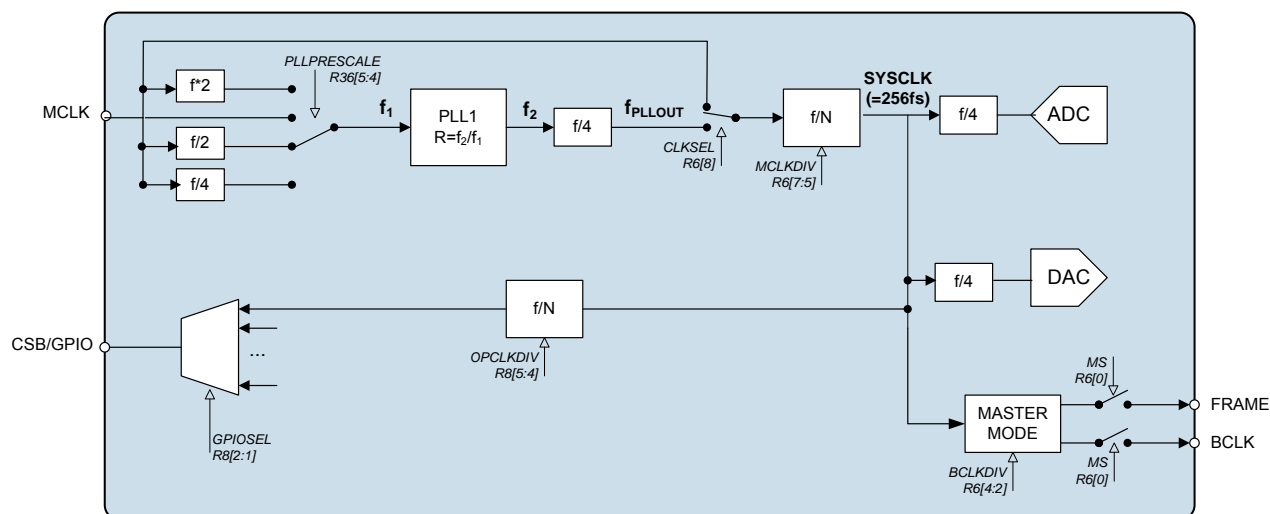 PLLPRESCALE
R36[5:4]
f*2
MCLK
f/2
f/4
f1
PLL1
R=f2/f1
f2
f/4
fPLLOUT
CLKSEL
R6[8]
f/N
MCLKDIV
R6[7:5]
SYSCLK
(=256fs)
f/4
ADC
f/4
DAC
f/N
OPCLKDIV
R8[5:4]
CSB/GPIO
...
GPIOSEL
R8[2:1]
MASTER
MODE
BCLKDIV
R6[4:2]
MS
R6[0]
FRAME
BCLK
MS
R6[0]